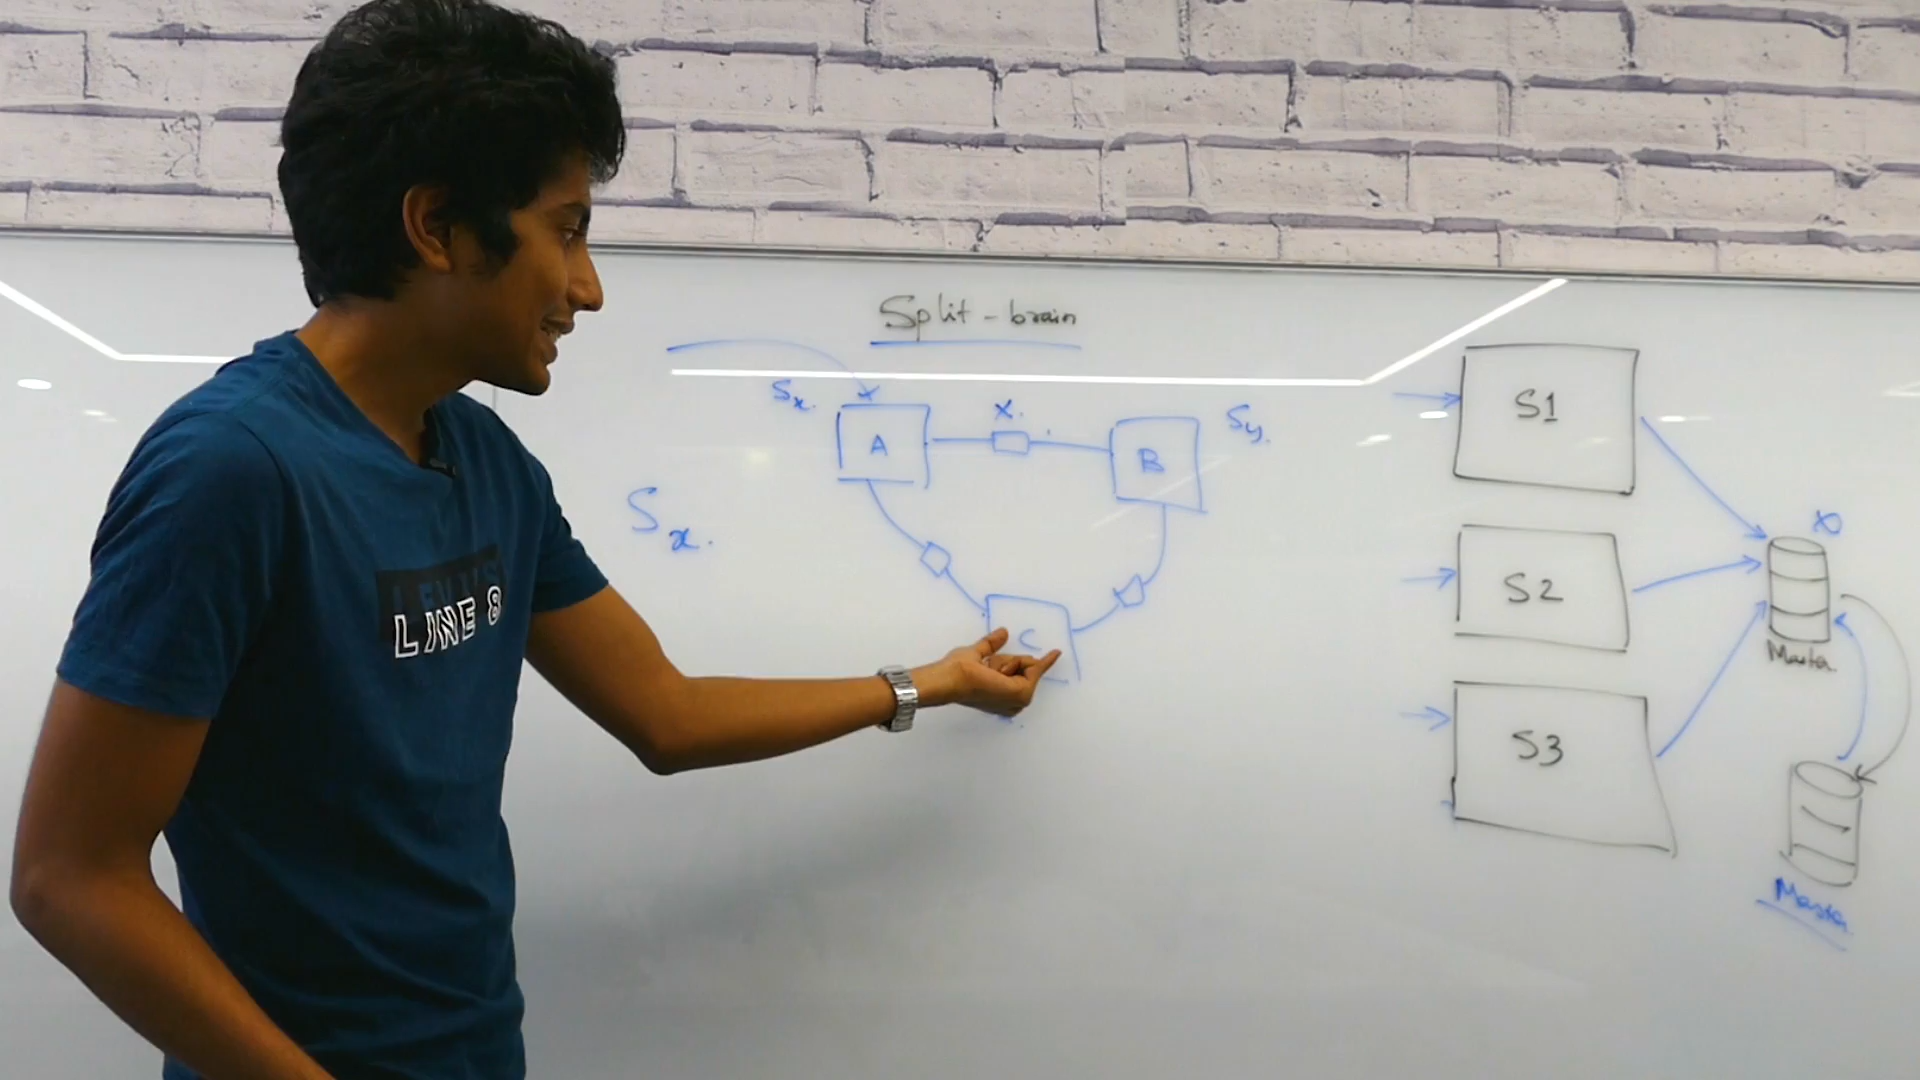 Split-brain
Sx. x X. Sy.
A B
Sx.
C
S1
S2
S3
x
Master
Master
LINE 8